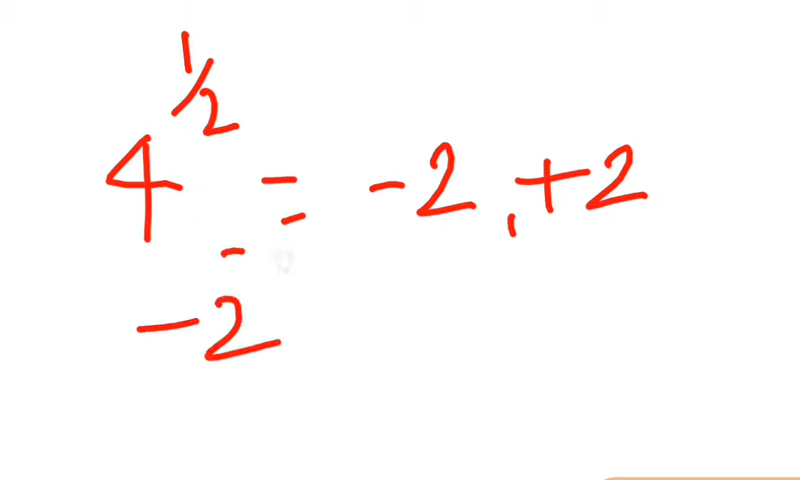 4^1/2 = -2, +2
-
-2